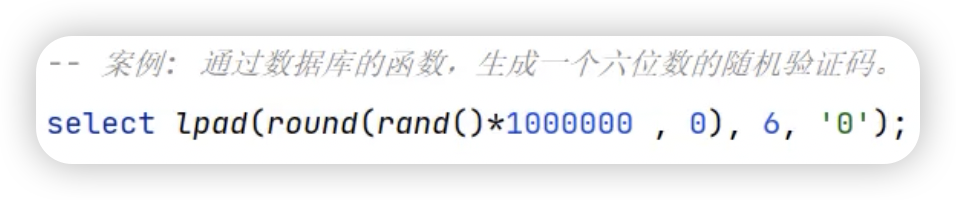 -- 案例: 通过数据库的函数，生成一个六位数的随机验证码。
select lpad(round(rand()*1000000 , 0), 6, '0');